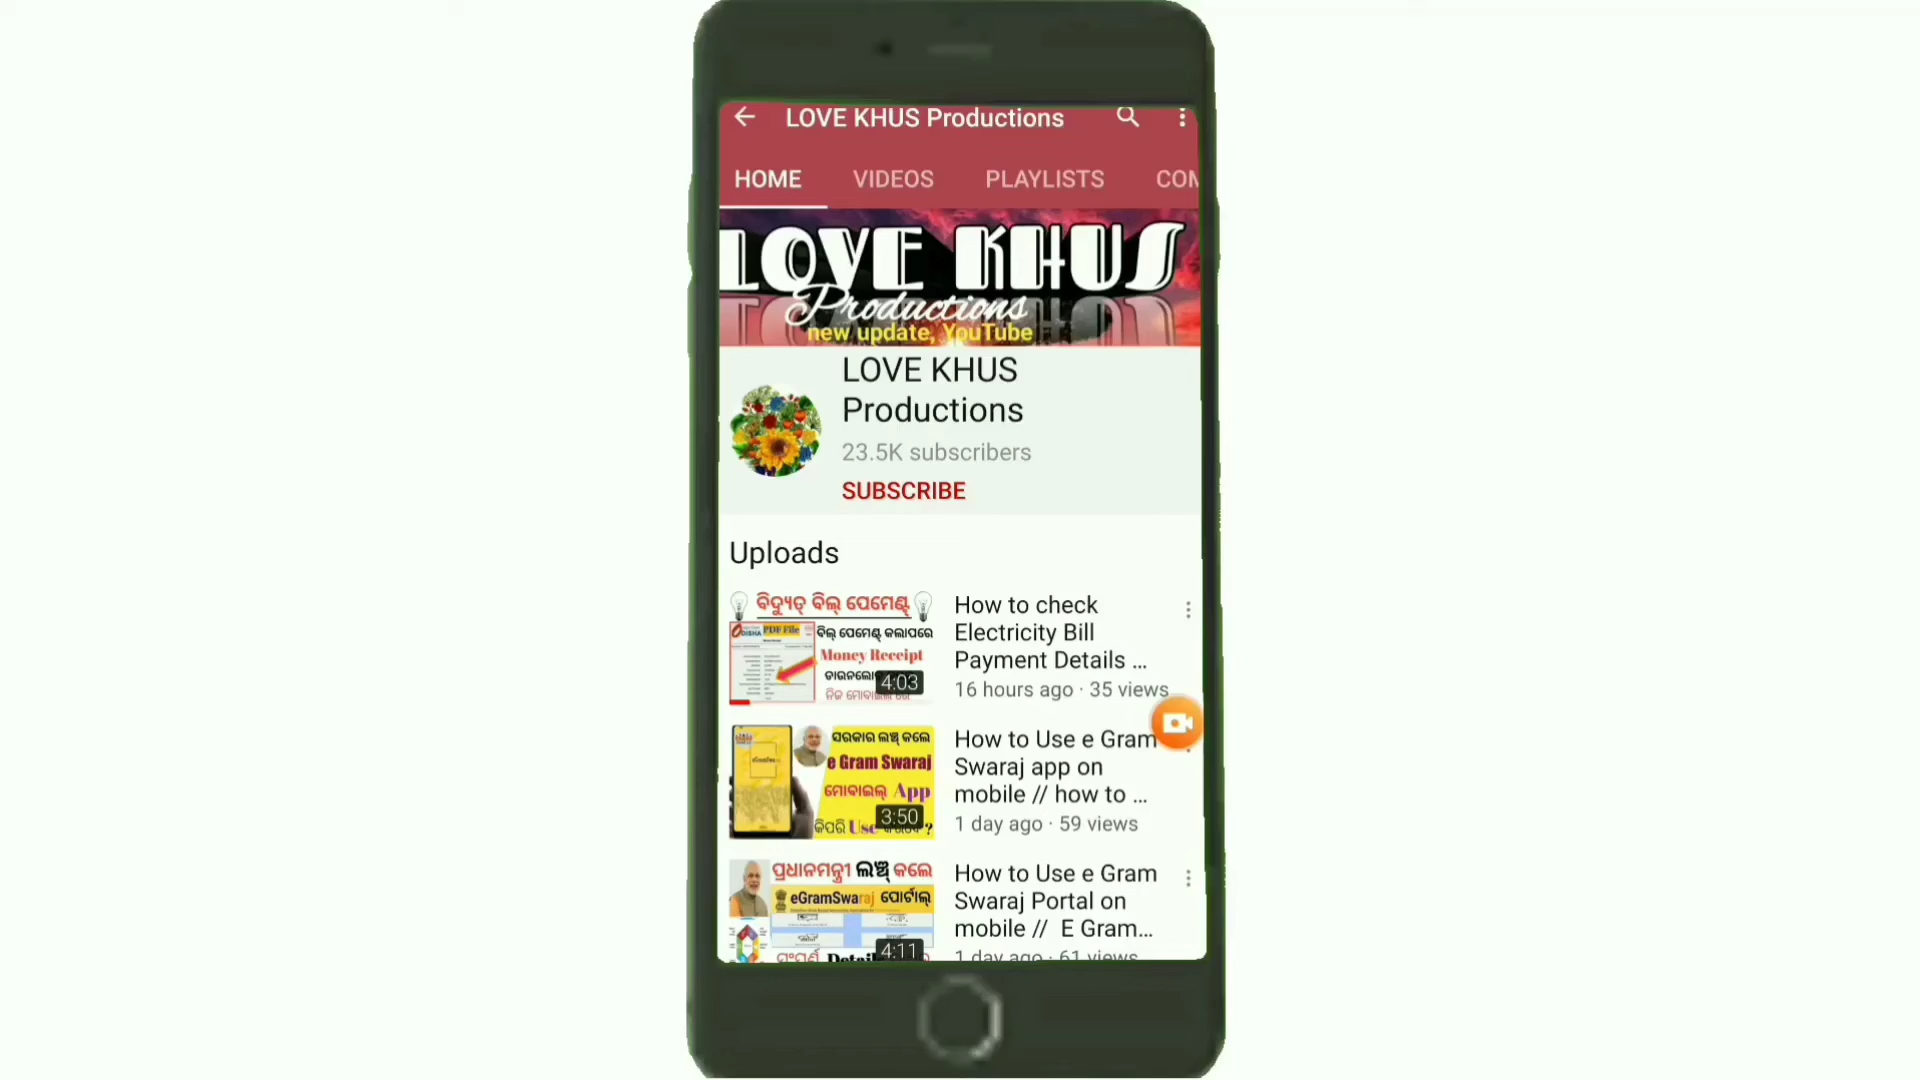 LOVE KHUS Productions
HOME VIDEOS PLAYLISTS COM
LOVE KHUS
Productions
new update, YouTube
LOVE KHUS
Productions
23.5K subscribers
SUBSCRIBE
Uploads
ବିଦ୍ୟୁତ୍ ବିଲ୍ ପେମେଣ୍ଟ୍
ODISHA PDF File
ବିଲ୍ ପେମେଣ୍ଟ କଲାପରେ
Money Receipt
ନିଜ ମୋବାଇଲ୍ ରେ
4:03
How to check
Electricity Bill
Payment Details ...
16 hours ago · 35 views
ସରକାର ଲଞ୍ଚ୍ କଲେ
e Gram Swaraj
ମୋବାଇଲ୍ App
କିପରି Use ?
3:50
How to Use e Gram
Swaraj app on
mobile // how to ...
1 day ago · 59 views
ପ୍ରଧାନମନ୍ତ୍ରୀ ଲଞ୍ଚ୍ କଲେ
eGramSwaraj ପୋର୍ଟାଲ୍
ସଂପୂର୍ଣ୍ଣ Detail
4:11
How to Use e Gram
Swaraj Portal on
mobile // E Gram...
1 day ago · 61 views